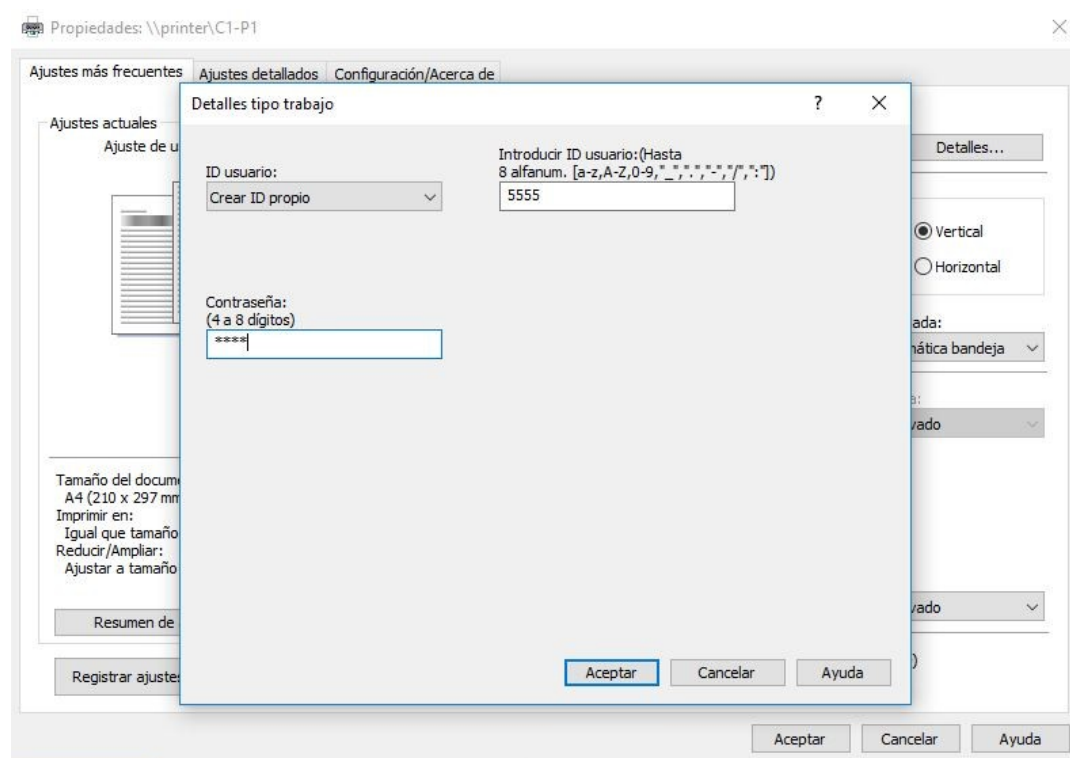 Propiedades: \\printer\C1-P1
Ajustes más frecuentes
Ajustes detallados
Configuración/Acerca de
Detalles tipo trabajo
?
Ajustes actuales
Ajuste de u
ID usuario:
Crear ID propio
Introducir ID usuario:(Hasta
8 alfanum. [a-z,A-Z,0-9,"_",".","-","/",":"])
5555
Contraseña:
(4 a 8 dígitos)
****
Detalles...
Vertical
Horizontal
ada:
nática bandeja
a:
vado
Tamaño del docume
A4 (210 x 297 mm
Imprimir en:
Igual que tamaño
Reducir/Ampliar:
Ajustar a tamaño
Resumen de
vado
)
Registrar ajustes
Aceptar
Cancelar
Ayuda
Aceptar
Cancelar
Ayuda